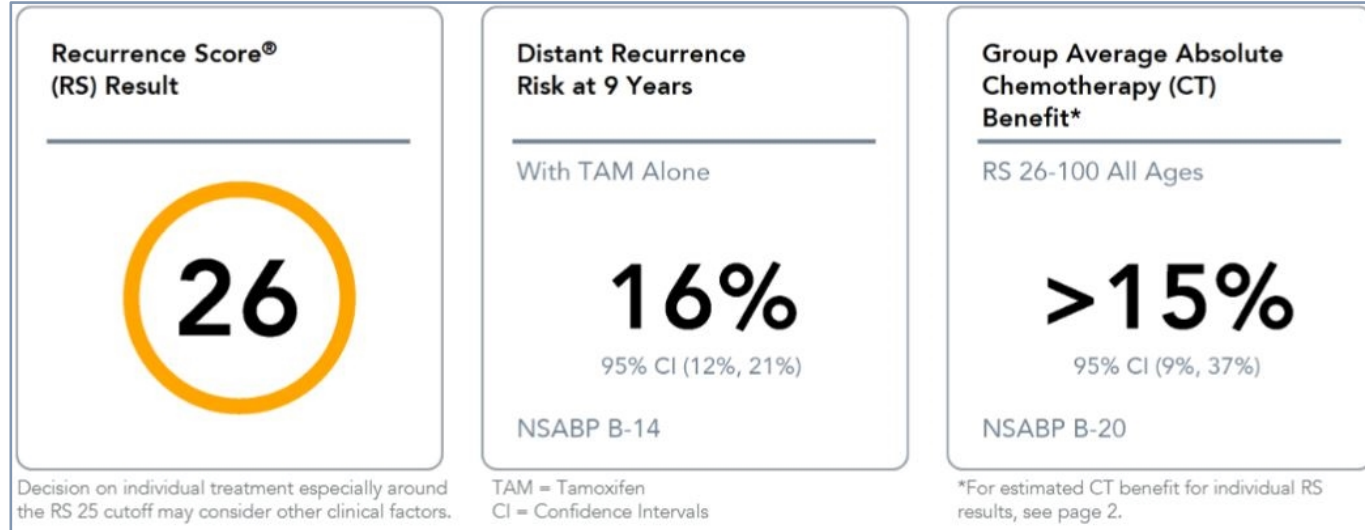 Recurrence Score®
(RS) Result
26
Decision on individual treatment especially around
the RS 25 cutoff may consider other clinical factors.
Distant Recurrence
Risk at 9 Years
With TAM Alone
16%
95% CI (12%, 21%)
NSABP B-14
TAM = Tamoxifen
CI = Confidence Intervals
Group Average Absolute
Chemotherapy (CT)
Benefit*
RS 26-100 All Ages
>15%
95% CI (9%, 37%)
NSABP B-20
*For estimated CT benefit for individual RS
results, see page 2.